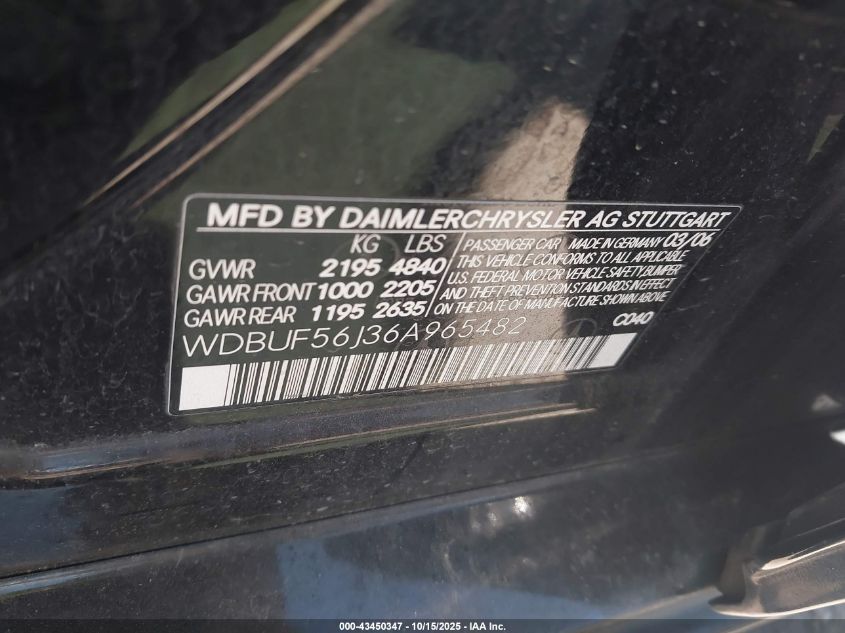 MFD BY DAIMLERCHRYSLER AG STUTTGART
KG LBS
GVWR 2195 4840
GAWR FRONT 1000 2205
GAWR REAR 1195 2635
PASSENGER CAR MADE IN GERMANY 03/06
THIS VEHICLE CONFORMS TO ALL APPLICABLE
U.S. FEDERAL MOTOR VEHICLE SAFETY BUMPER
AND THEFT PREVENTION STANDARDS IN EFFECT
ON THE DATE OF MANUFACTURE SHOWN ABOVE
WDBUF56J36A965482
C040
000-43450347 - 10/15/2025 - IAA Inc.